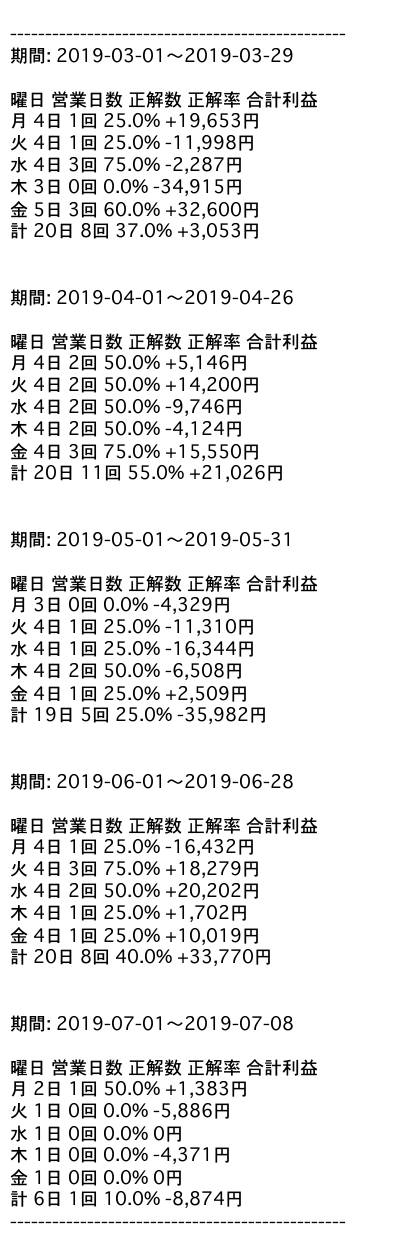 ------------------------------------------------
期間: 2019-03-01～2019-03-29
曜日 営業日数 正解数 正解率 合計利益
月 4日 1回 25.0% +19,653円
火 4日 1回 25.0% -11,998円
水 4日 3回 75.0% -2,287円
木 3日 0回 0.0% -34,915円
金 5日 3回 60.0% +32,600円
計 20日 8回 37.0% +3,053円
期間: 2019-04-01～2019-04-26
曜日 営業日数 正解数 正解率 合計利益
月 4日 2回 50.0% +5,146円
火 4日 2回 50.0% +14,200円
水 4日 2回 50.0% -9,746円
木 4日 2回 50.0% -4,124円
金 4日 3回 75.0% +15,550円
計 20日 11回 55.0% +21,026円
期間: 2019-05-01～2019-05-31
曜日 営業日数 正解数 正解率 合計利益
月 3日 0回 0.0% -4,329円
火 4日 1回 25.0% -11,310円
水 4日 1回 25.0% -16,344円
木 4日 2回 50.0% -6,508円
金 4日 1回 25.0% +2,509円
計 19日 5回 25.0% -35,982円
期間: 2019-06-01～2019-06-28
曜日 営業日数 正解数 正解率 合計利益
月 4日 1回 25.0% -16,432円
火 4日 3回 75.0% +18,279円
水 4日 2回 50.0% +20,202円
木 4日 1回 25.0% +1,702円
金 4日 1回 25.0% +10,019円
計 20日 8回 40.0% +33,770円
期間: 2019-07-01～2019-07-08
曜日 営業日数 正解数 正解率 合計利益
月 2日 1回 50.0% +1,383円
火 1日 0回 0.0% -5,886円
水 1日 0回 0.0% 0円
木 1日 0回 0.0% -4,371円
金 1日 0回 0.0% 0円
計 6日 1回 10.0% -8,874円
------------------------------------------------